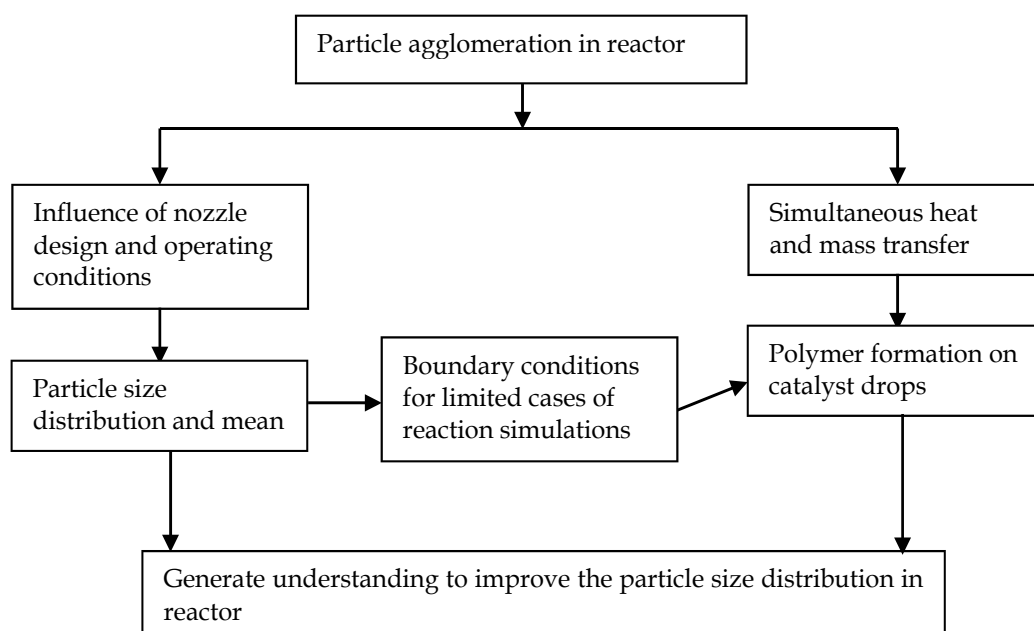 Particle agglomeration in reactor
Influence of nozzle
design and operating
conditions
Simultaneous heat
and mass transfer
Particle size
distribution and mean
Boundary conditions
for limited cases of
reaction simulations
Polymer formation on
catalyst drops
Generate understanding to improve the particle size distribution in
reactor